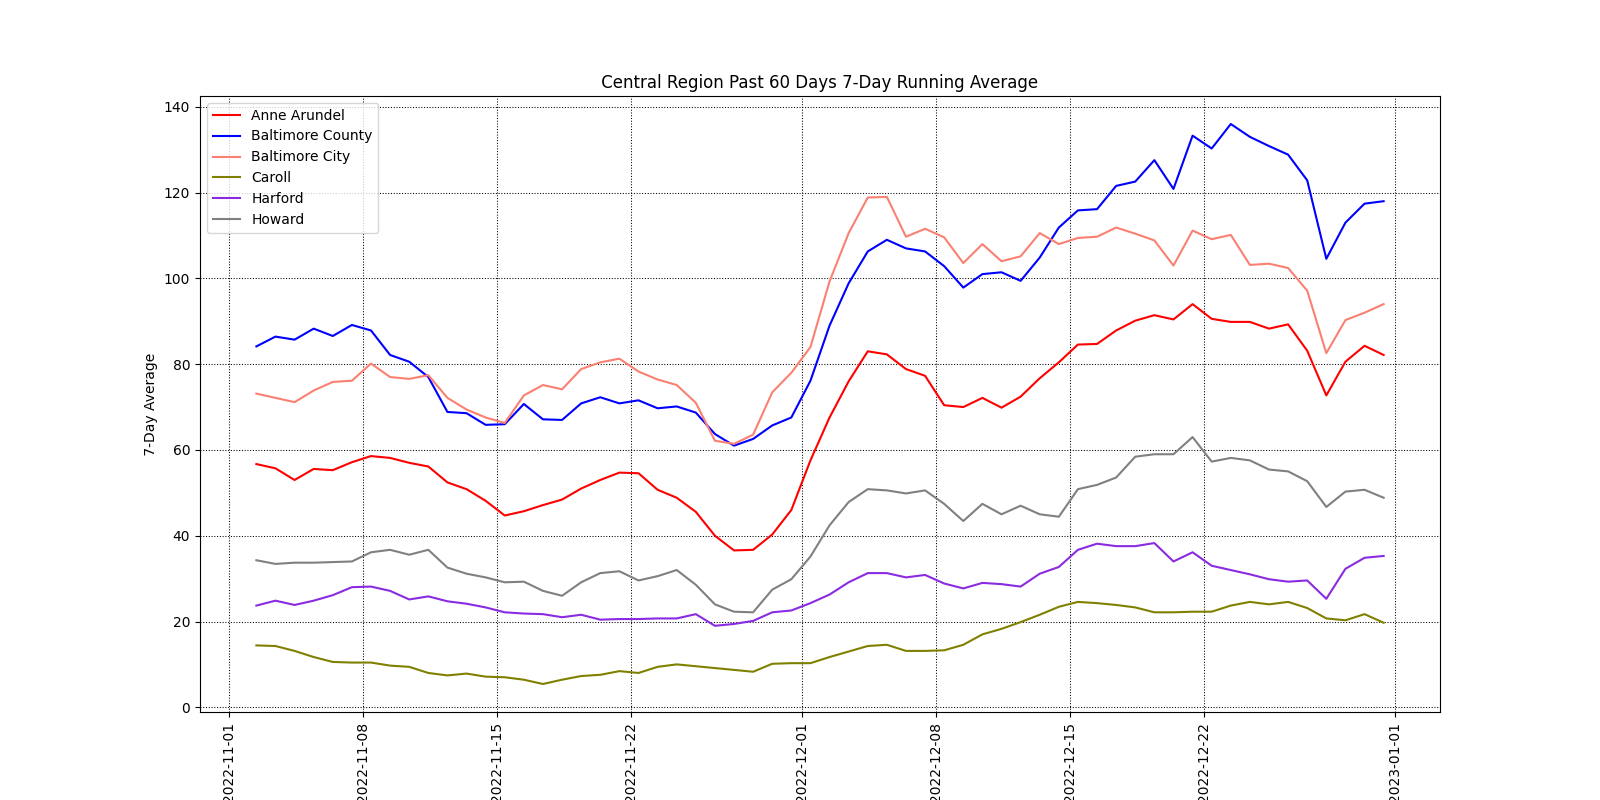 Central Region Past 60 Days 7-Day Running Average
140
120
100
80
60
40
20
0
7-Day Average
Anne Arundel
Baltimore County
Baltimore City
Caroll
Harford
Howard
2022-11-01
2022-11-08
2022-11-15
2022-11-22
2022-12-01
2022-12-08
2022-12-15
2022-12-22
2023-01-01